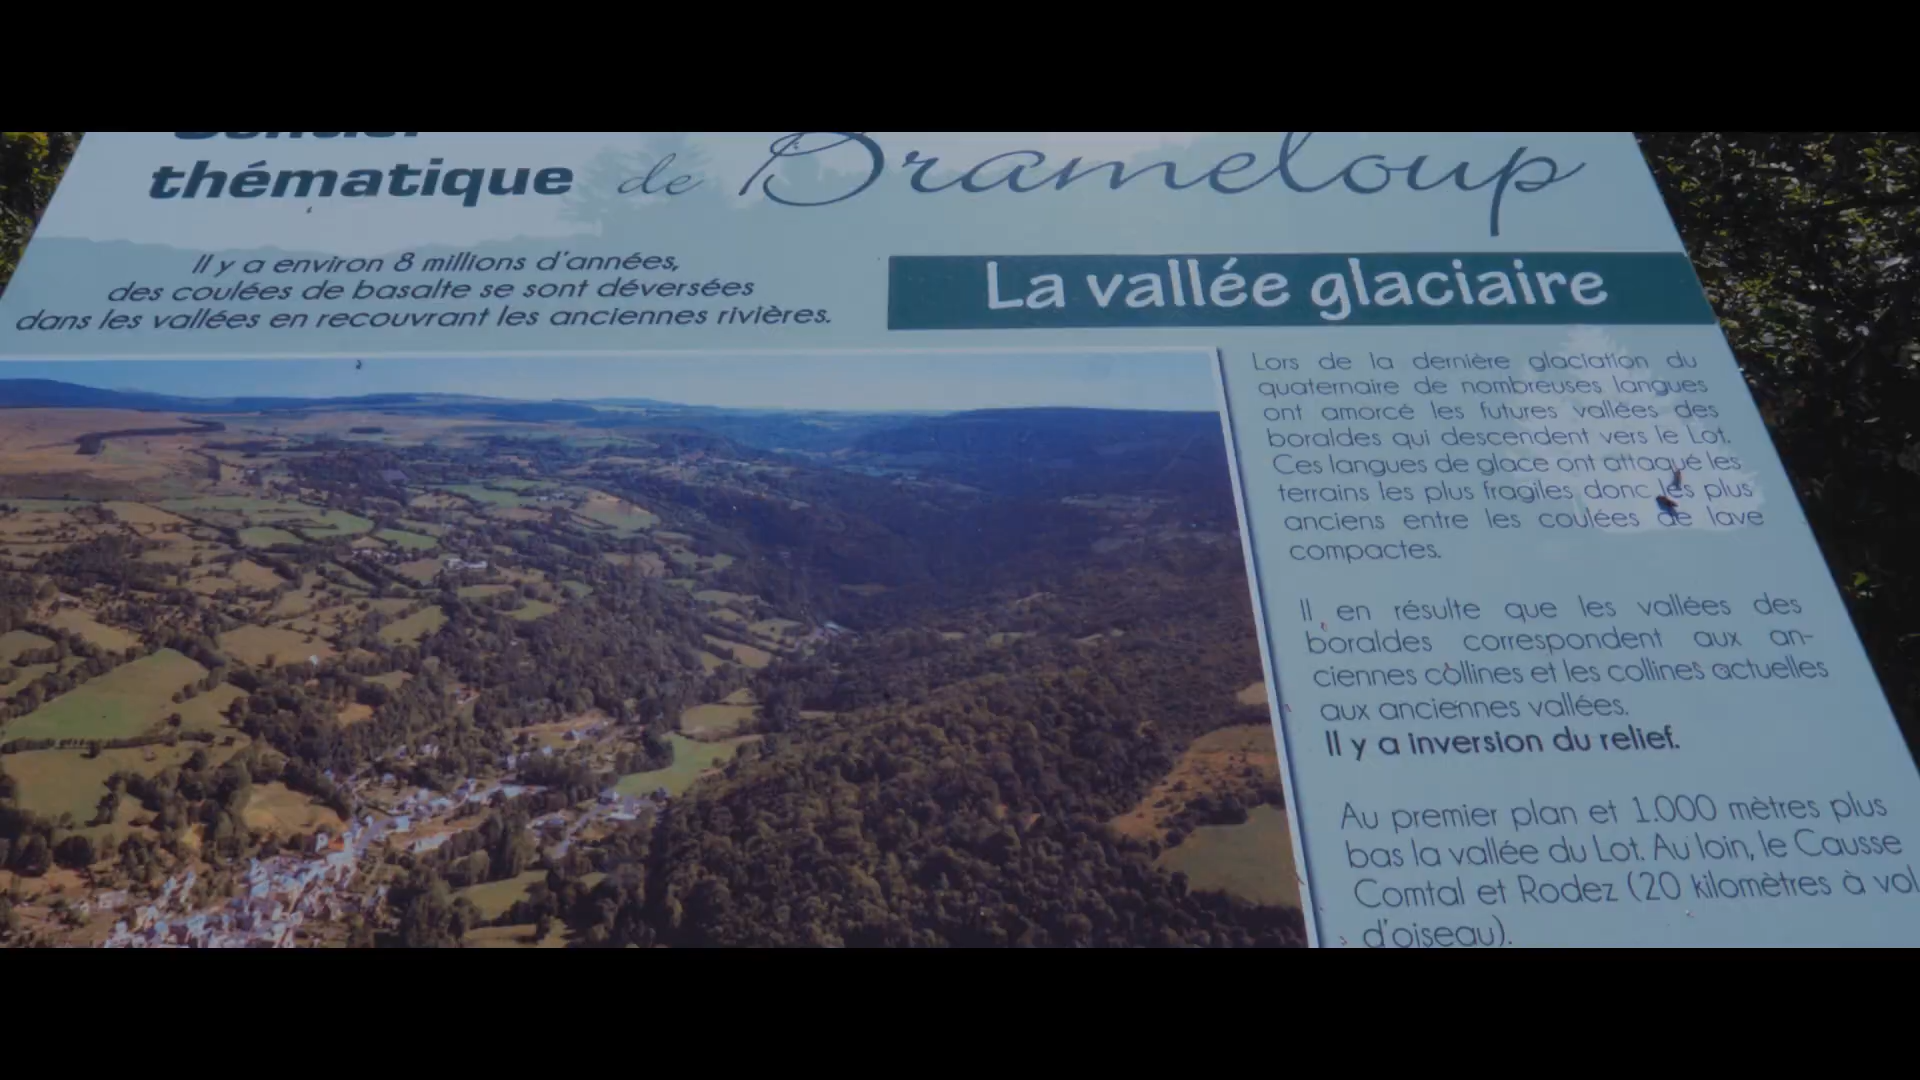 Sentier
thématique de Brameloup
Il y a environ 8 millions d'années,
des coulées de basalte se sont déversées
dans les vallées en recouvrant les anciennes rivières.
La vallée glaciaire
Lors de la dernière glaciation du
quaternaire de nombreuses langues
ont amorcé les futures vallées des
boraldes qui descendent vers le Lot.
Ces langues de glace ont attaqué les
terrains les plus fragiles donc les plus
anciens entre les coulées de lave
compactes.
Il en résulte que les vallées des
boraldes correspondent aux an-
ciennes collines et les collines actuelles
aux anciennes vallées.
Il y a inversion du relief.
Au premier plan et 1.000 mètres plus
bas la vallée du Lot. Au loin, le Causse
Comtal et Rodez (20 kilomètres à vol
d'oiseau).